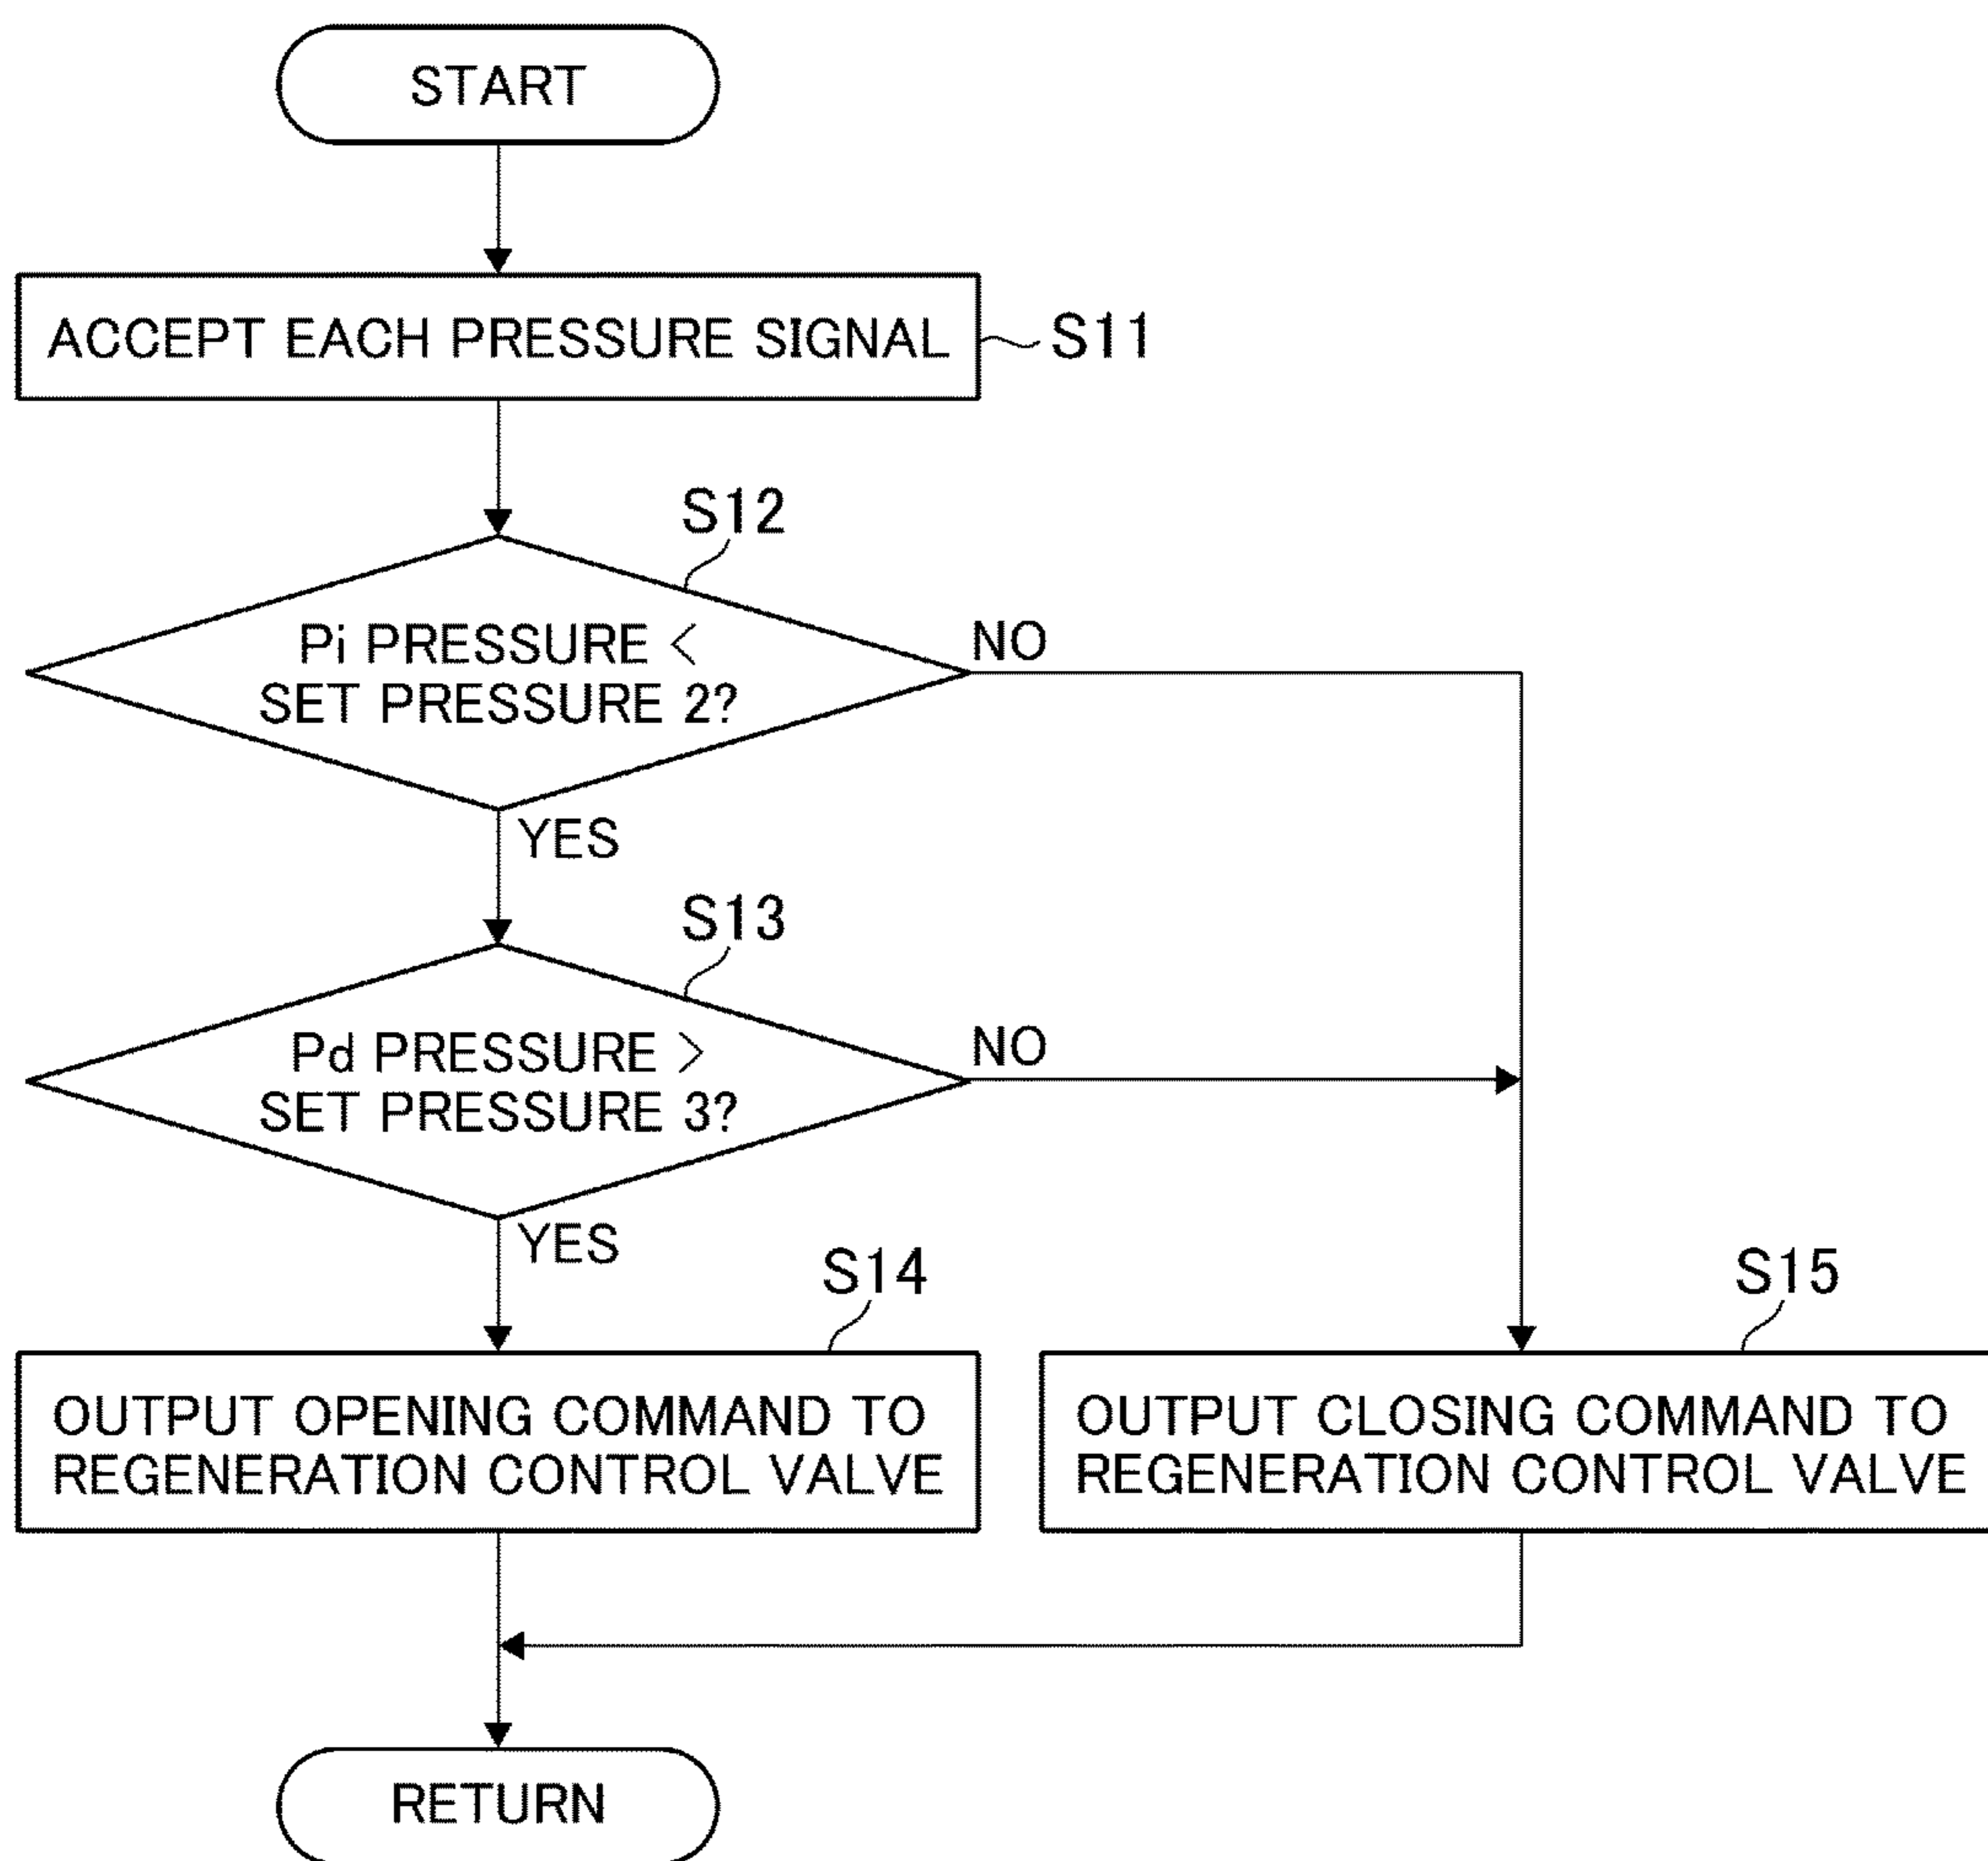 START
ACCEPT EACH PRESSURE SIGNAL
S11
S12
Pi PRESSURE <
SET PRESSURE 2?
NO
YES
S13
Pd PRESSURE >
SET PRESSURE 3?
NO
YES
S14
OUTPUT OPENING COMMAND TO
REGENERATION CONTROL VALVE
S15
OUTPUT CLOSING COMMAND TO
REGENERATION CONTROL VALVE
RETURN